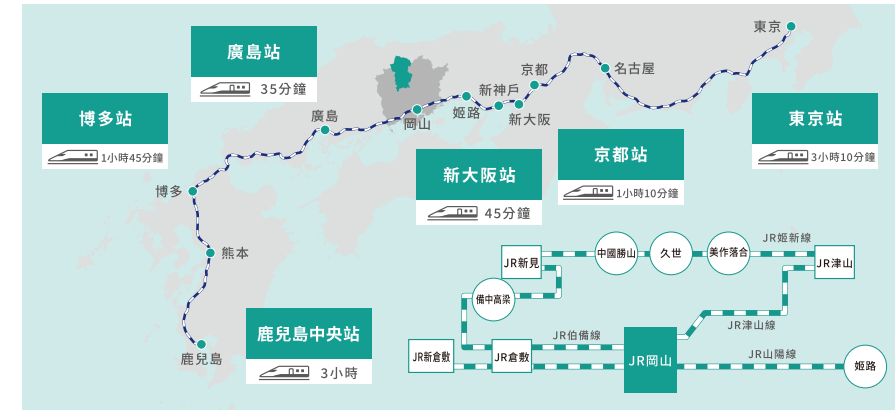 東京
廣島站
35分鐘
名古屋
京都
新神戶
姬路
新大阪
岡山
廣島
博多站
1小時45分鐘
東京站
3小時10分鐘
京都站
1小時10分鐘
新大阪站
45分鐘
博多
熊本
鹿兒島
鹿兒島中央站
3小時
JR姬新線
JR新見
中國勝山
久世
美作落合
JR津山
備中高梁
JR津山線
JR伯備線
JR新倉敷
JR倉敷
JR岡山
JR山陽線
姬路